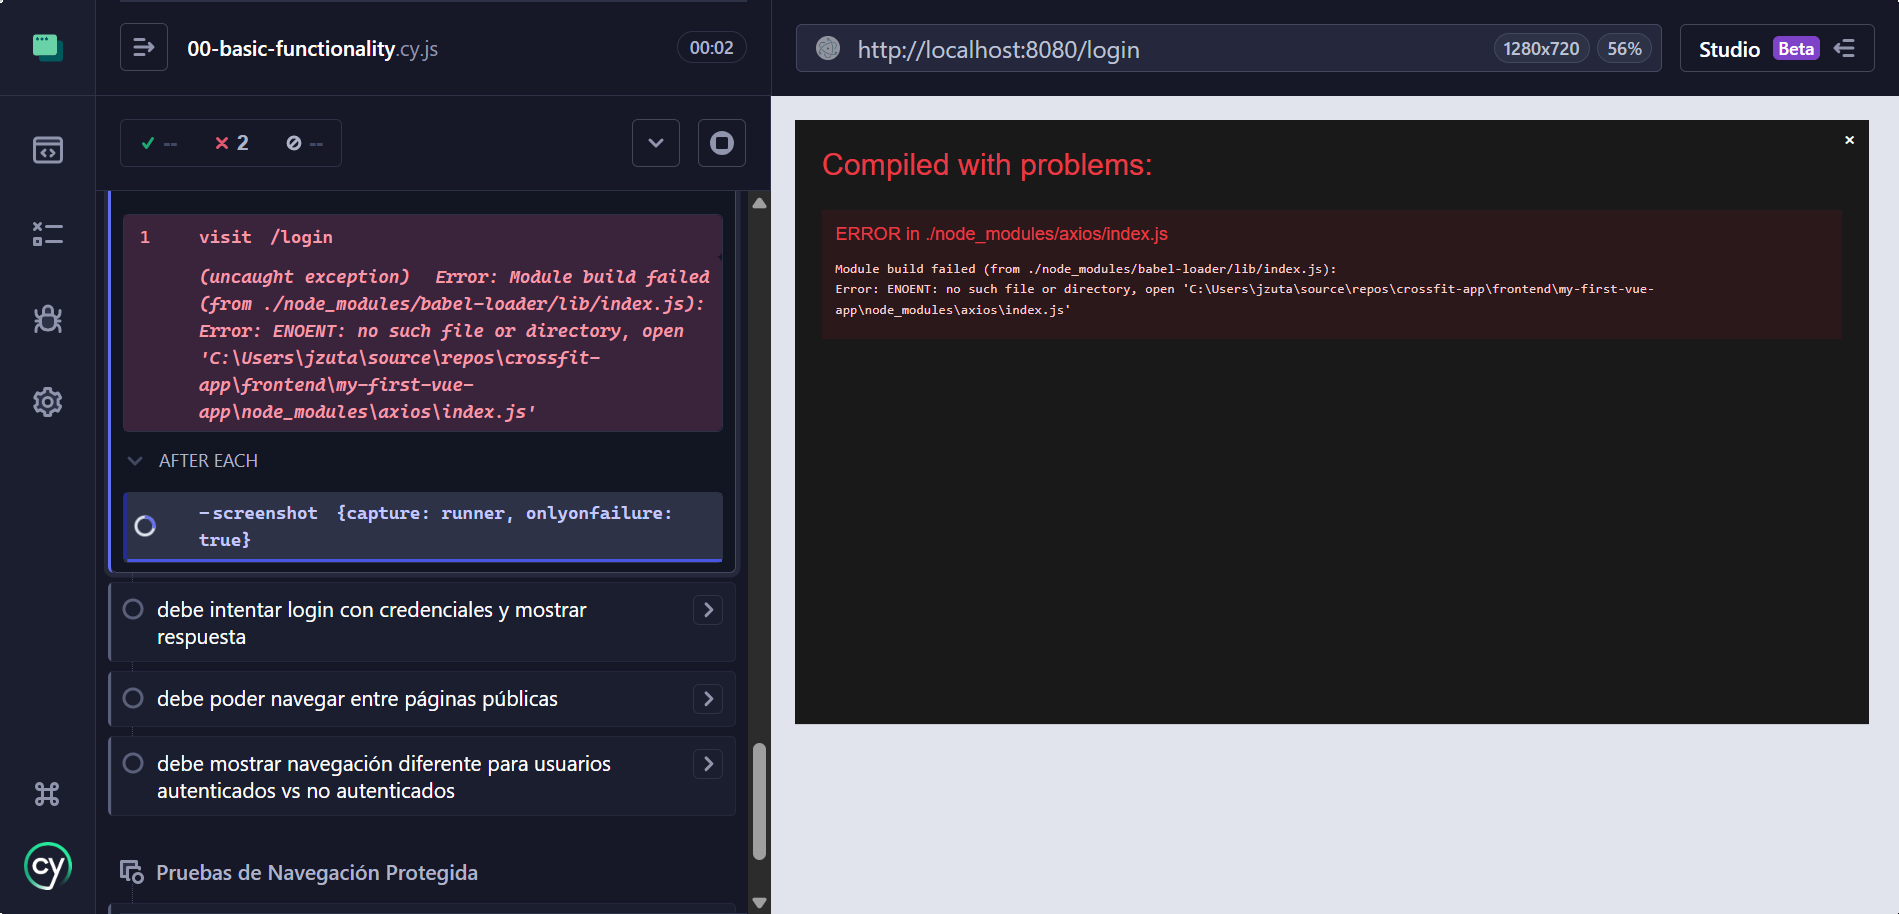 00-basic-functionality.cy.js
00:02
--
2
--
1 visit /login
(uncaught exception) Error: Module build failed
(from ./node_modules/babel-loader/lib/index.js):
Error: ENOENT: no such file or directory, open
'C:\Users\jzuta\source\repos\crossfit-
app\frontend\my-first-vue-
app\node_modules\axios\index.js'
AFTER EACH
-screenshot {capture: runner, onlyonfailure:
true}
debe intentar login con credenciales y mostrar
respuesta
debe poder navegar entre páginas públicas
debe mostrar navegación diferente para usuarios
autenticados vs no autenticados
Pruebas de Navegación Protegida
cy
http://localhost:8080/login
1280x720
56%
Studio Beta
×
Compiled with problems:
ERROR in ./node_modules/axios/index.js
Module build failed (from ./node_modules/babel-loader/lib/index.js):
Error: ENOENT: no such file or directory, open 'C:\Users\jzuta\source\repos\crossfit-app\frontend\my-first-vue-
app\node_modules\axios\index.js'